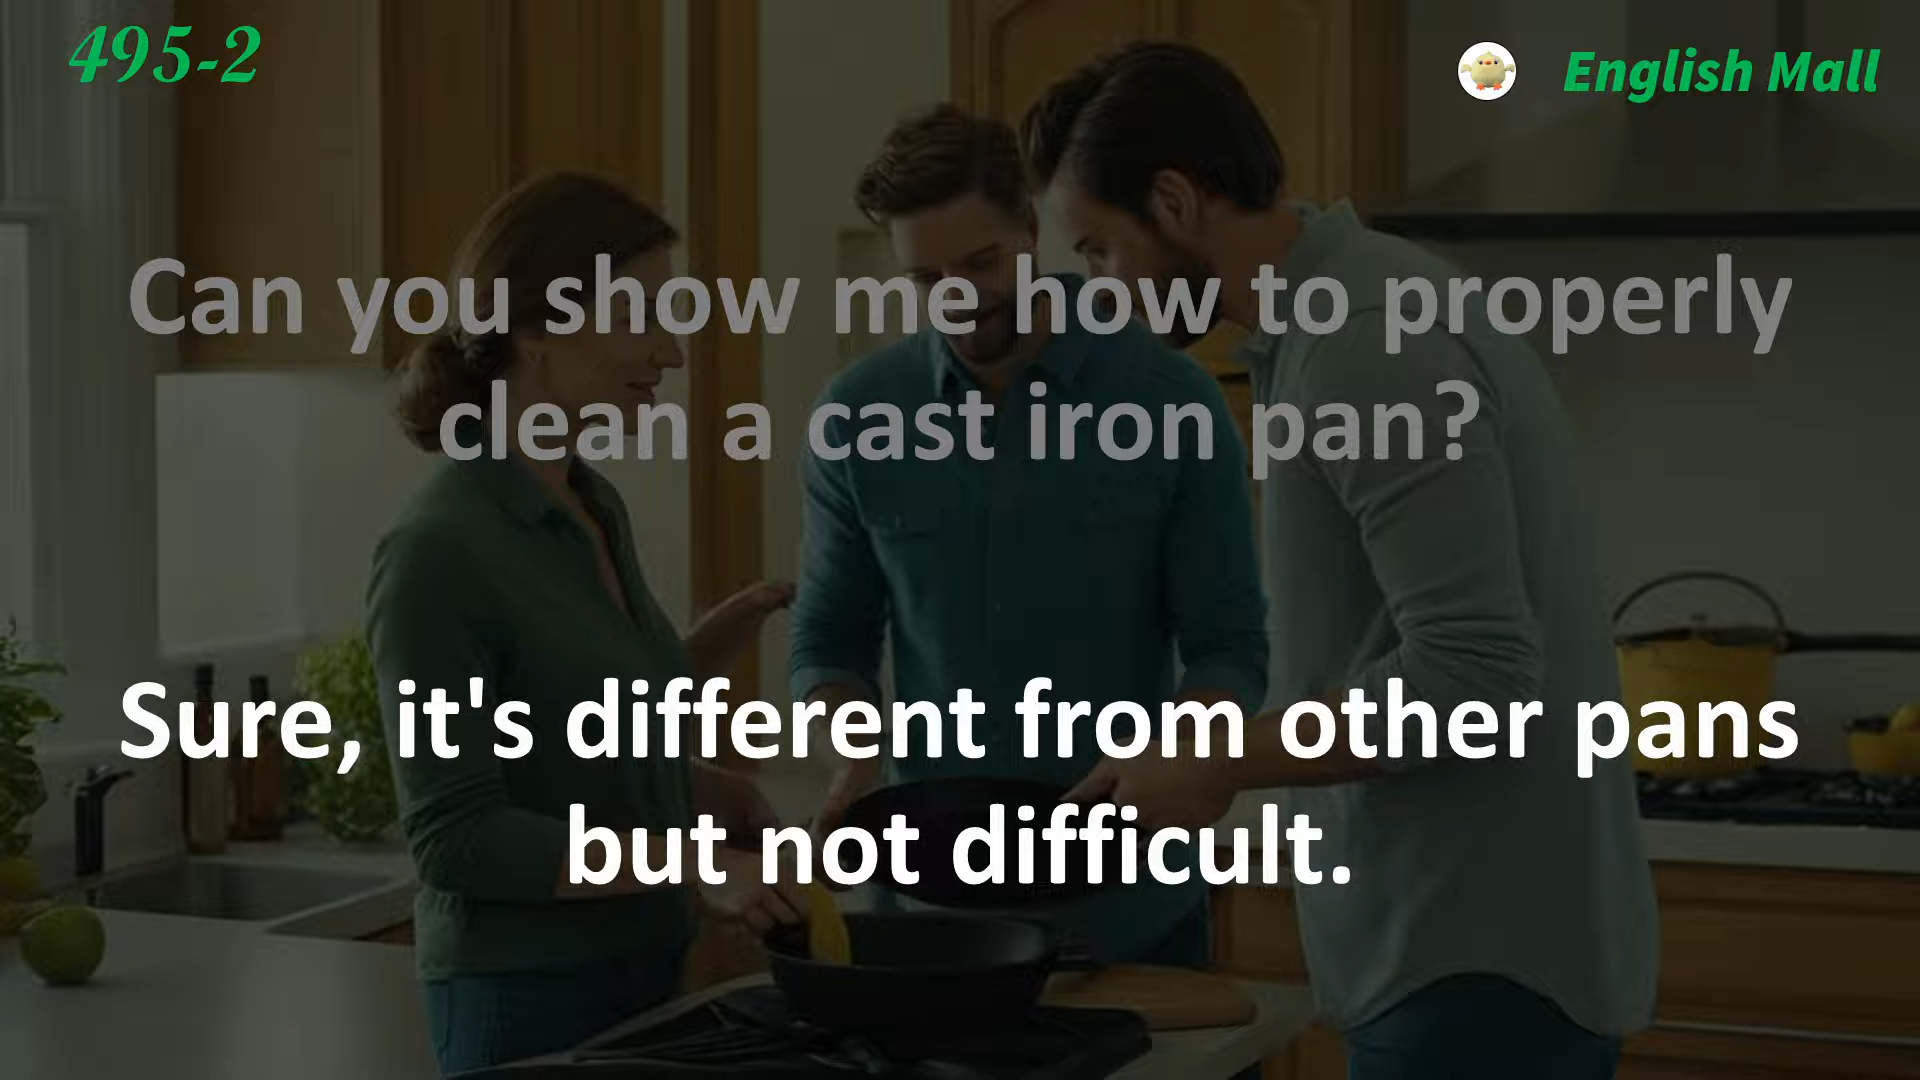 495-2
English Mall
Can you show me how to properly
clean a cast iron pan?
Sure, it's different from other pans
but not difficult.